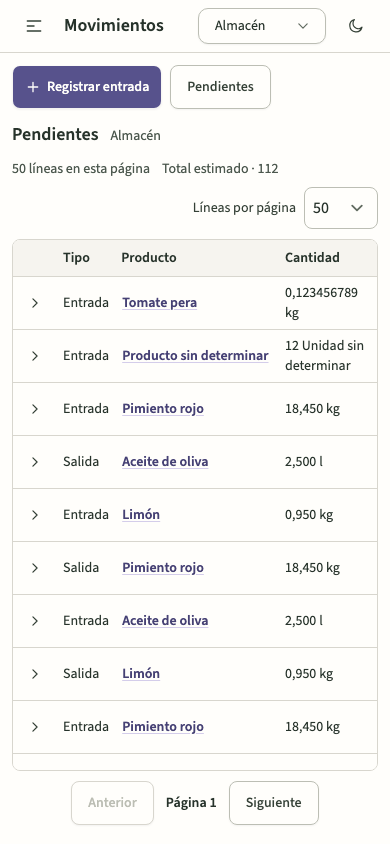 Movimientos Almacén
Registrar entrada Pendientes
Pendientes Almacén
50 líneas en esta página Total estimado · 112
Líneas por página 50
Tipo Producto Cantidad
Entrada Tomate pera 0,123456789
kg
Entrada Producto sin determinar 12 Unidad sin
determinar
Entrada Pimiento rojo 18,450 kg
Salida Aceite de oliva 2,500 l
Entrada Limón 0,950 kg
Salida Pimiento rojo 18,450 kg
Entrada Aceite de oliva 2,500 l
Salida Limón 0,950 kg
Entrada Pimiento rojo 18,450 kg
Anterior Página 1 Siguiente